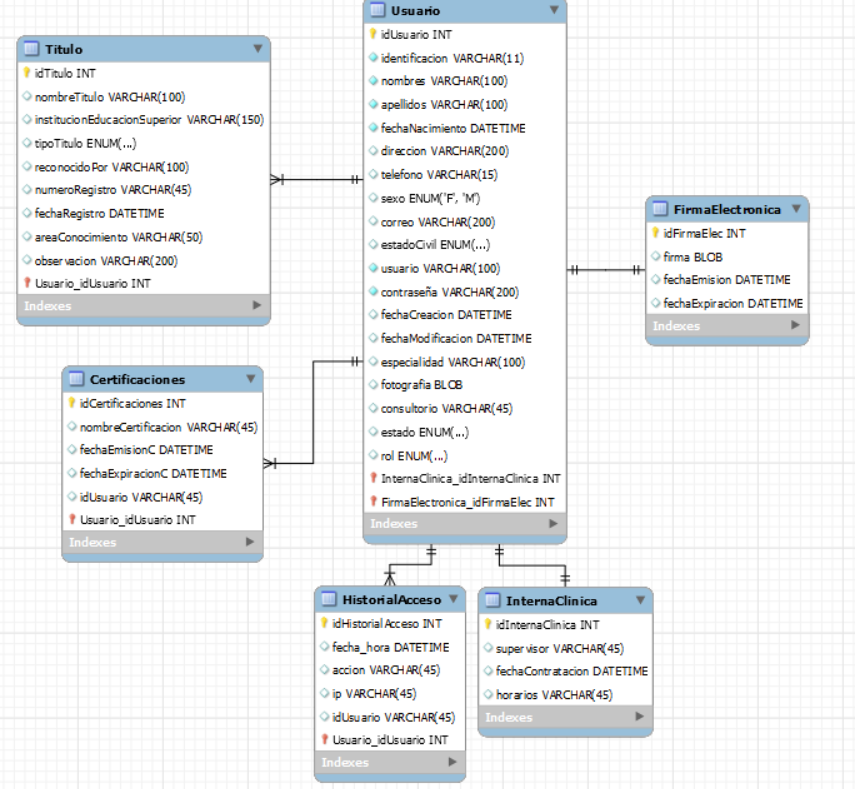 Usuario
idUsuario INT
identificacion VARCHAR(11)
nombres VARCHAR(100)
apellidos VARCHAR(100)
fechaNacimiento DATETIME
direccion VARCHAR(200)
telefono VARCHAR(15)
sexo ENUM('F', 'M')
correo VARCHAR(200)
estadoCivil ENUM(...)
usuario VARCHAR(100)
contraseña VARCHAR(200)
fechaCreacion DATETIME
fechaModificacion DATETIME
especialidad VARCHAR(100)
fotografia BLOB
consultorio VARCHAR(45)
estado ENUM(...)
rol ENUM(...)
InternaClinica_idInternaClinica INT
FirmaElectronica_idFirmaElec INT
Indexes
Titulo
idTitulo INT
nombreTitulo VARCHAR(100)
institucionEducacionSuperior VARCHAR(150)
tipoTitulo ENUM(...)
reconocidoPor VARCHAR(100)
numeroRegistro VARCHAR(45)
fechaRegistro DATETIME
areaConocimiento VARCHAR(50)
observacion VARCHAR(200)
Usuario_idUsuario INT
Indexes
FirmaElectronica
idFirmaElec INT
firma BLOB
fechaEmision DATETIME
fechaExpiracion DATETIME
Indexes
Certificaciones
idCertificaciones INT
nombreCertificacion VARCHAR(45)
fechaEmisionC DATETIME
fechaExpiracionC DATETIME
idUsuario VARCHAR(45)
Usuario_idUsuario INT
Indexes
HistorialAcceso
idHistorialAcceso INT
fecha_hora DATETIME
accion VARCHAR(45)
ip VARCHAR(45)
idUsuario VARCHAR(45)
Usuario_idUsuario INT
Indexes
InternaClinica
idInternaClinica INT
supervisor VARCHAR(45)
fechaContratacion DATETIME
horarios VARCHAR(45)
Indexes